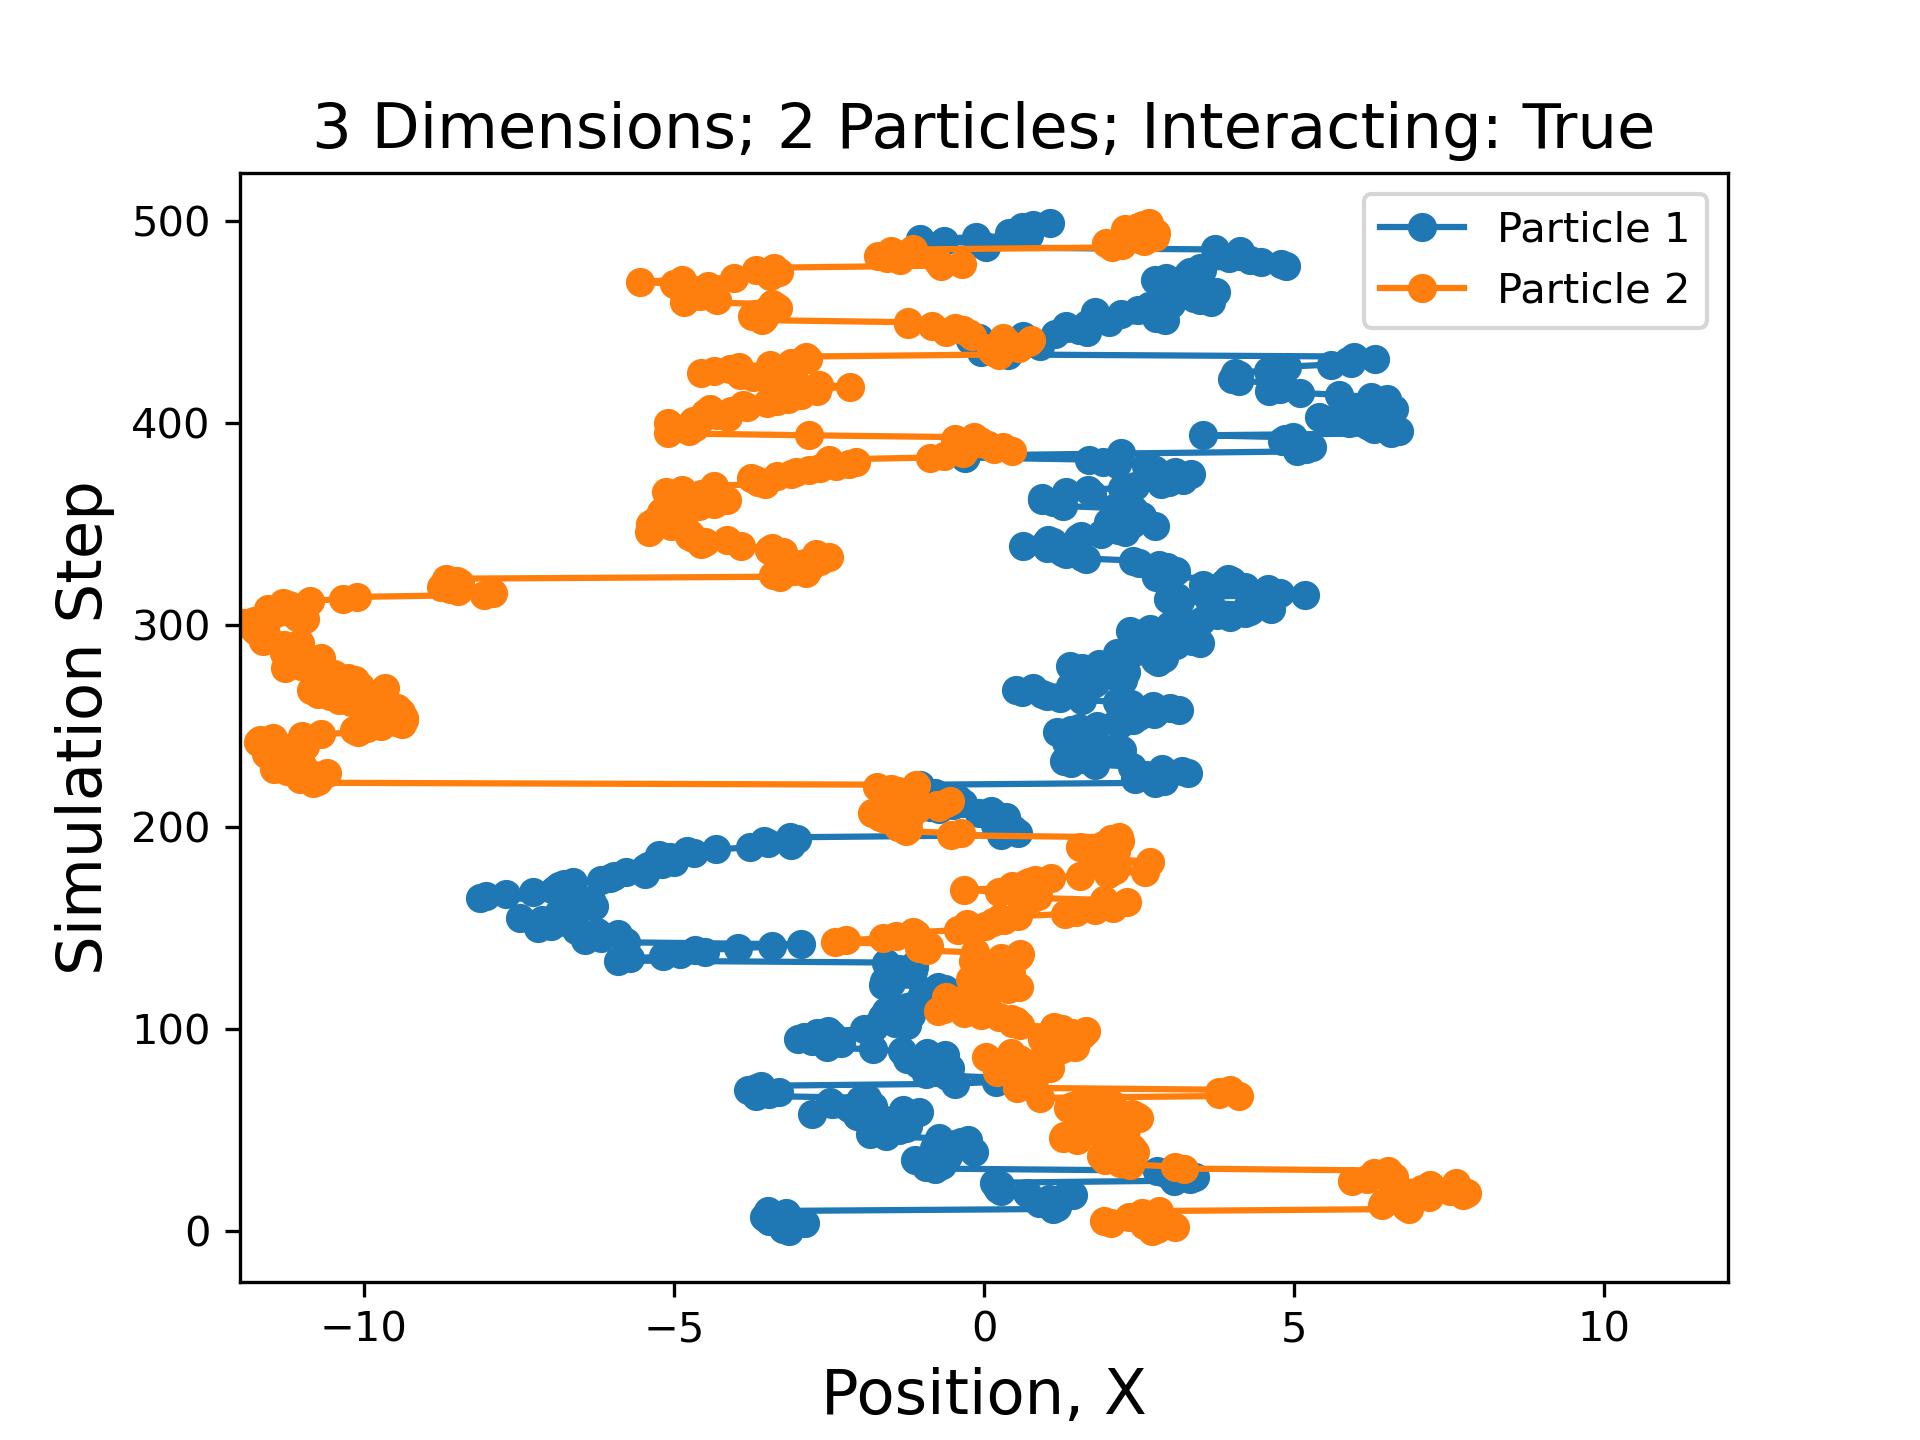 3 Dimensions; 2 Particles; Interacting: True
Particle 1
Particle 2
Simulation Step
500
400
300
200
100
0
−10
−5
0
5
10
Position, X